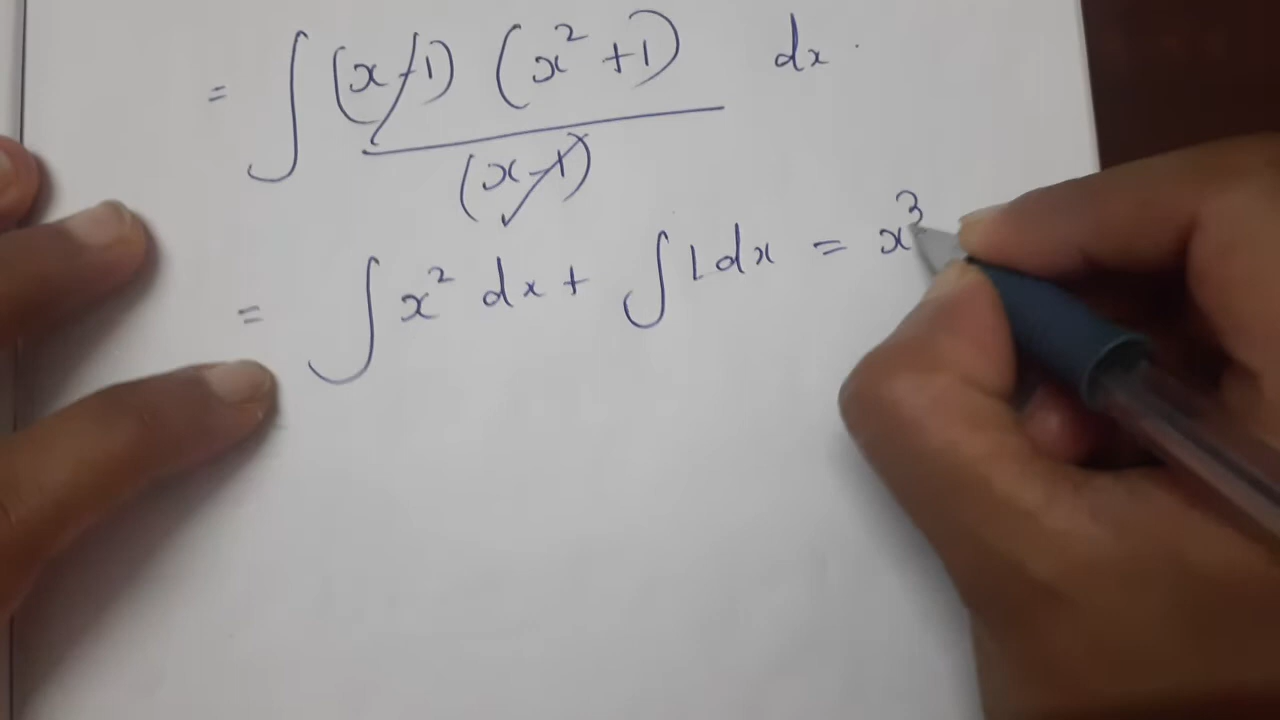 = ∫ (x-1) (x² +1) dx .
(x-1)
= ∫ x² dx + ∫ 1 dx = x³